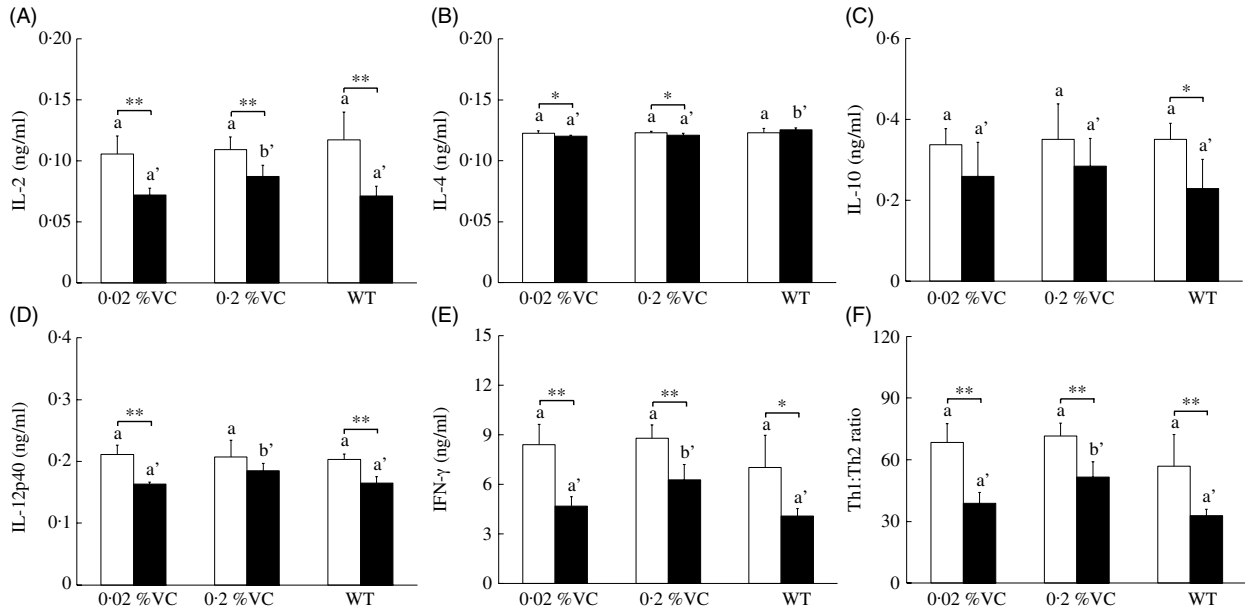 (A)
0·20
0·15
0·10
0·05
0
IL-2 (ng/ml)
** ** **
a a' a b' a a'
0·02 %VC 0·2 %VC WT
(B)
0·20
0·15
0·10
0·05
0
IL-4 (ng/ml)
* *
a a' a a' a b'
0·02 %VC 0·2 %VC WT
(C)
0·6
0·4
0·2
0
IL-10 (ng/ml)
*
a a' a a' a a'
0·02 %VC 0·2 %VC WT
(D)
0·4
0·3
0·2
0·1
0
IL-12p40 (ng/ml)
** **
a a' a b' a a'
0·02 %VC 0·2 %VC WT
(E)
15
12
9
6
3
0
IFN-γ (ng/ml)
** ** *
a a' a b' a a'
0·02 %VC 0·2 %VC WT
(F)
120
90
60
30
0
Th1:Th2 ratio
** ** **
a a' a b' a a'
0·02 %VC 0·2 %VC WT